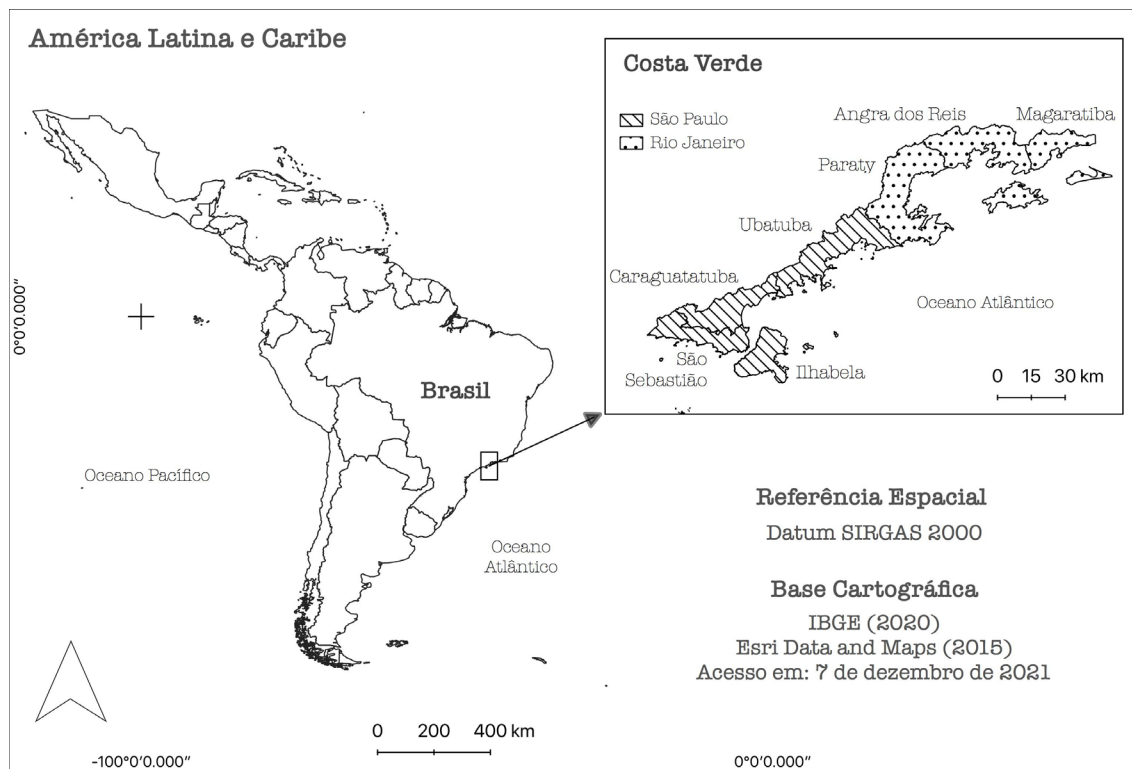 América Latina e Caribe
Costa Verde
São Paulo
Rio Janeiro
Angra dos Reis
Magaratiba
Paraty
Ubatuba
Caraguatatuba
Oceano Atlântico
São
Sebastião
Ilhabela
0 15 30 km
0°0'0.000"
Brasil
Oceano Pacífico
Oceano
Atlântico
Referência Espacial
Datum SIRGAS 2000
Base Cartográfica
IBGE (2020)
Esri Data and Maps (2015)
Acesso em: 7 de dezembro de 2021
0 200 400 km
-100°0'0.000"
0°0'0.000"